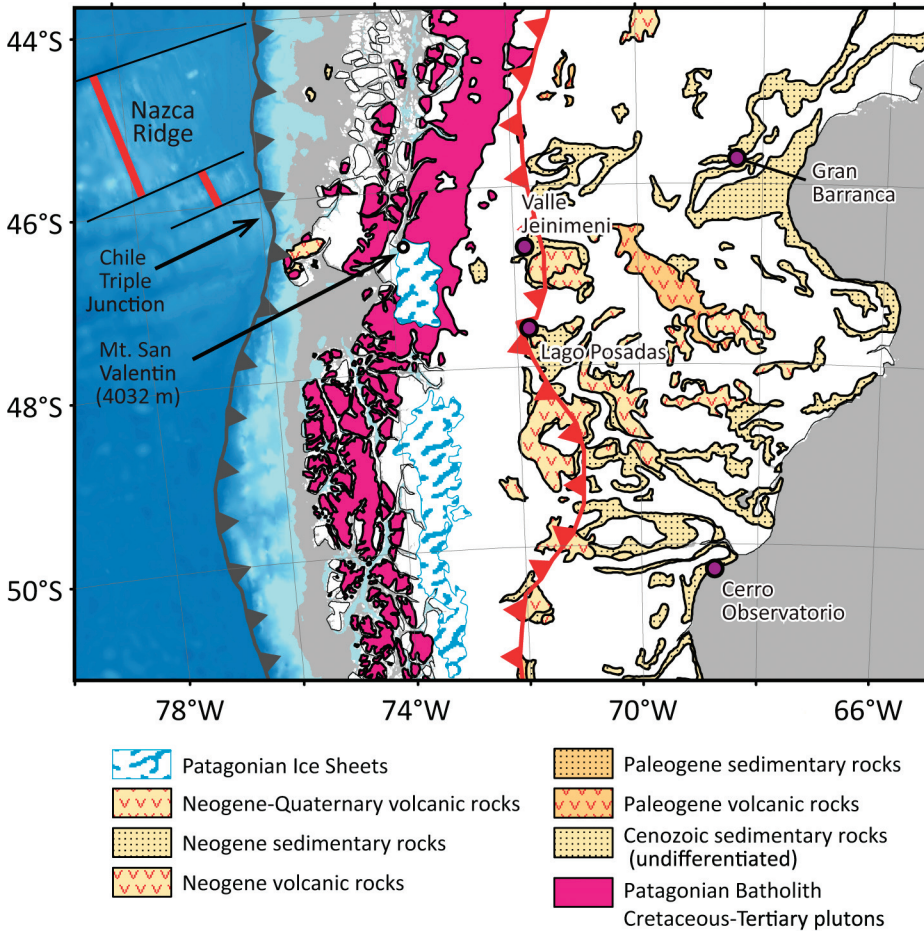 44°S
Nazca
Ridge
Gran
Barranca
Valle
Jeinimeni
46°S
Chile
Triple
Junction
Mt. San
Valentin
(4032 m)
Lago Posadas
48°S
50°S
Cerro
Observatorio
78°W
74°W
70°W
66°W
Patagonian Ice Sheets
Neogene-Quaternary volcanic rocks
Neogene sedimentary rocks
Neogene volcanic rocks
Paleogene sedimentary rocks
Paleogene volcanic rocks
Cenozoic sedimentary rocks
(undifferentiated)
Patagonian Batholith
Cretaceous-Tertiary plutons